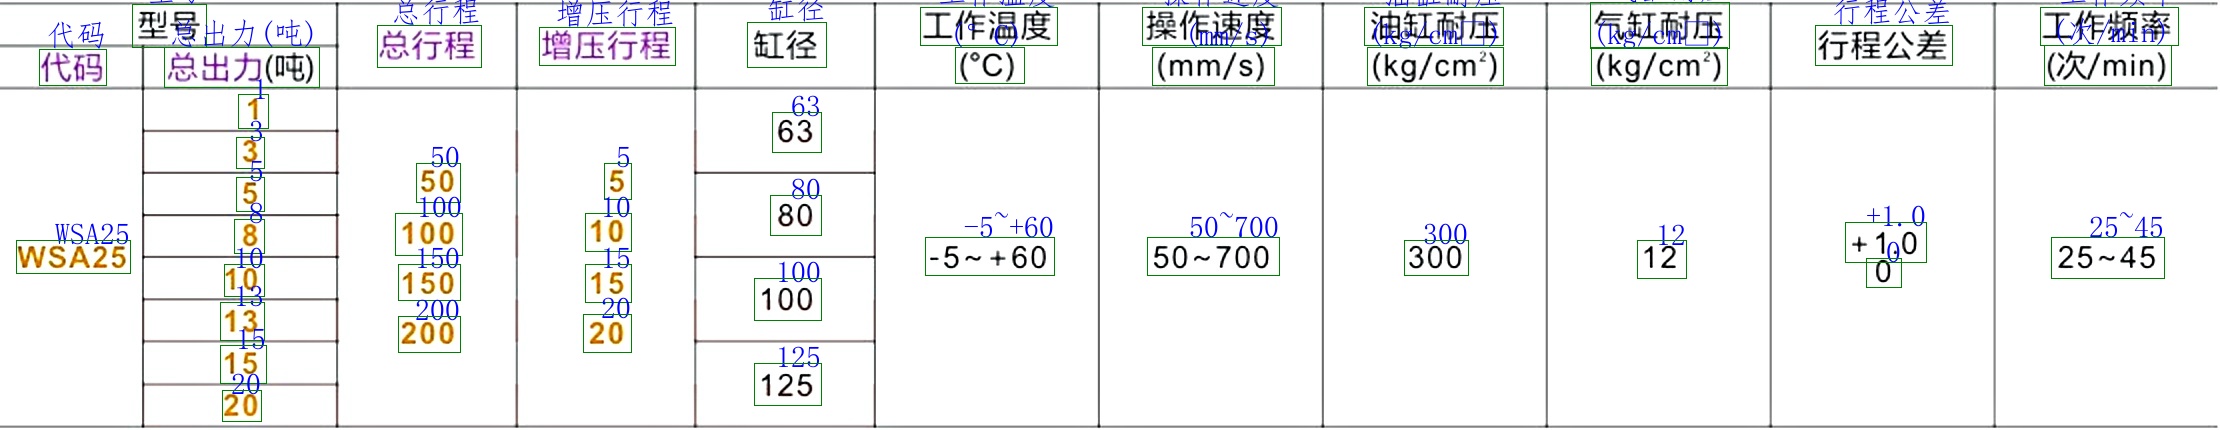 型号
代码
总出力(吨)
总行程
增压行程
缸径
工作温度
(°C)
操作速度
(mm/s)
油缸耐压
(kg/cm²)
气缸耐压
(kg/cm²)
行程公差
工作频率
(次/min)
WSA25
1
3
5
8
10
13
15
20
50
100
150
200
5
10
15
20
63
80
100
125
-5~+60
50~700
300
12
+1.0
0
25~45